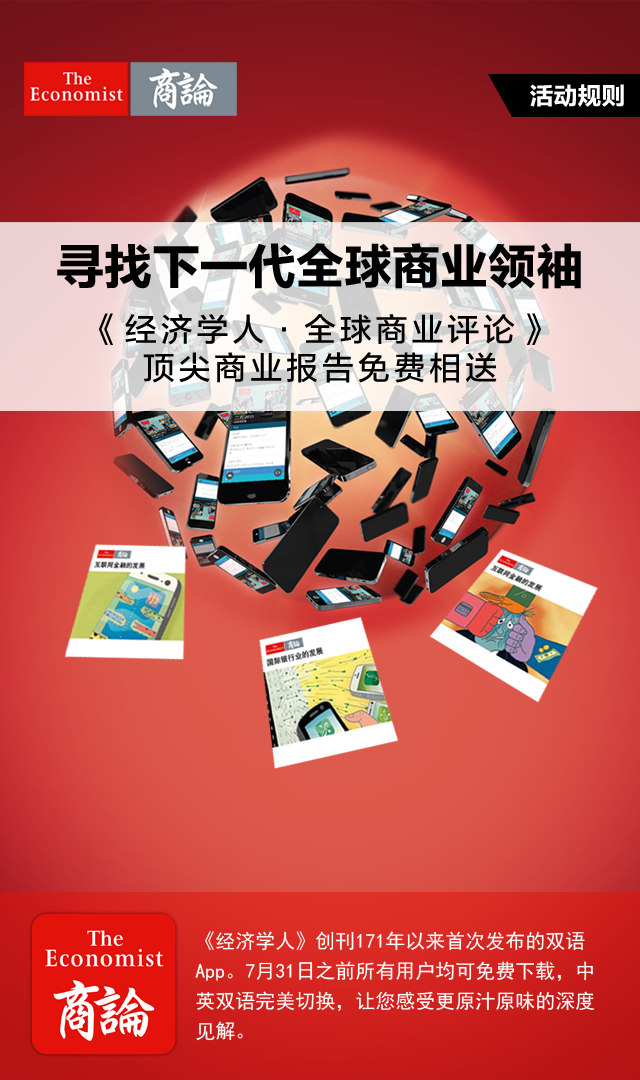 The
Economist
商論
活动规则
寻找下一代全球商业领袖
《经济学人·全球商业评论》
顶尖商业报告免费相送
商論
互联网金融的发展
商論
国际银行业的发展
商論
互联网金融的发展
The
Economist
商論
《经济学人》创刊171年以来首次发布的双语
App。7月31日之前所有用户均可免费下载，中
英双语完美切换，让您感受更原汁原味的深度
见解。